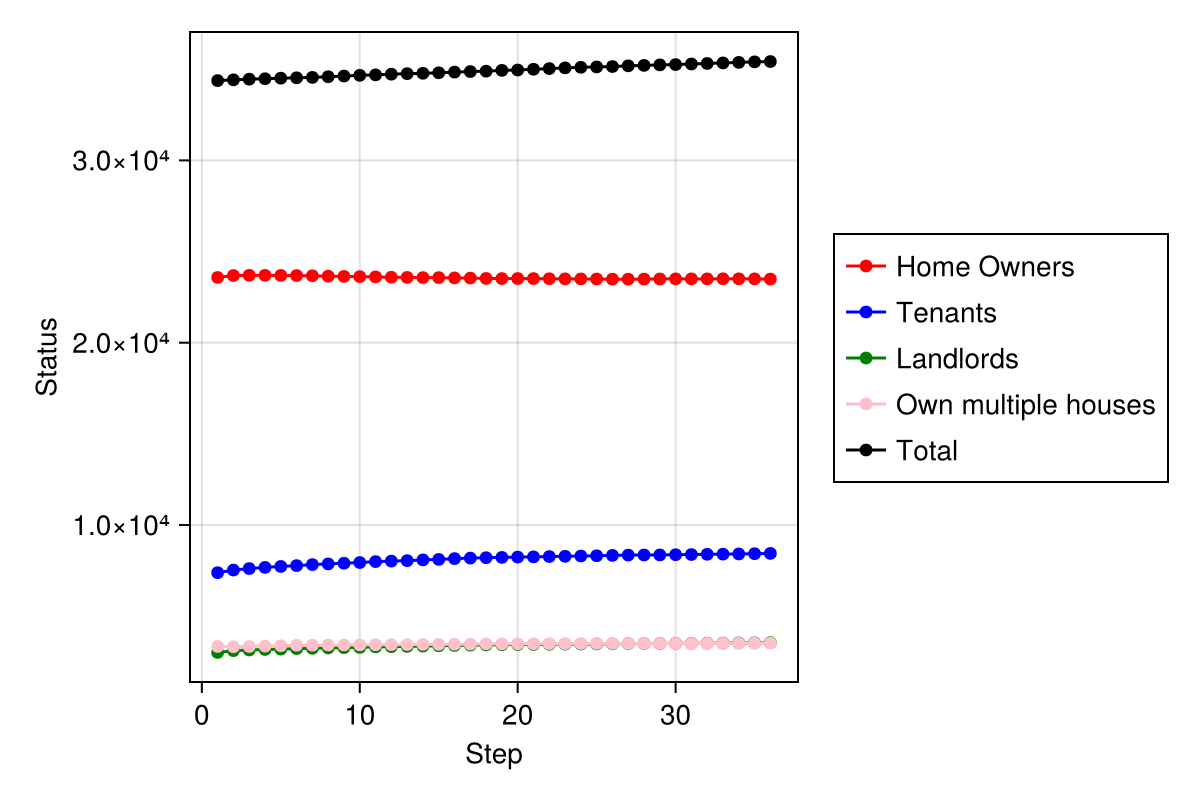 3.0×10⁴
2.0×10⁴
1.0×10⁴
Status
0 10 20 30
Step
Home Owners
Tenants
Landlords
Own multiple houses
Total